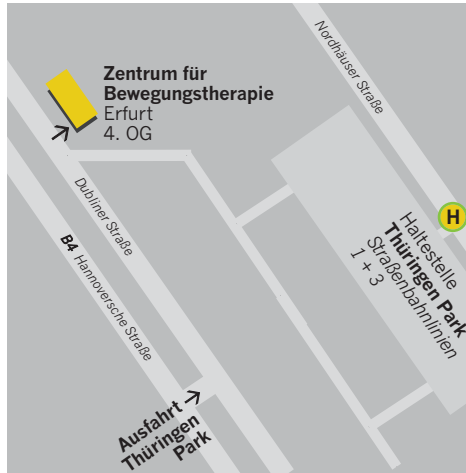 Nordhäuser Straße
Zentrum für
Bewegungstherapie
Erfurt
4. OG
H
Dubliner Straße
B4 Hannoversche Straße
Haltestelle
Thüringen Park
Straßenbahnlinien
1 + 3
Ausfahrt
Thüringen
Park